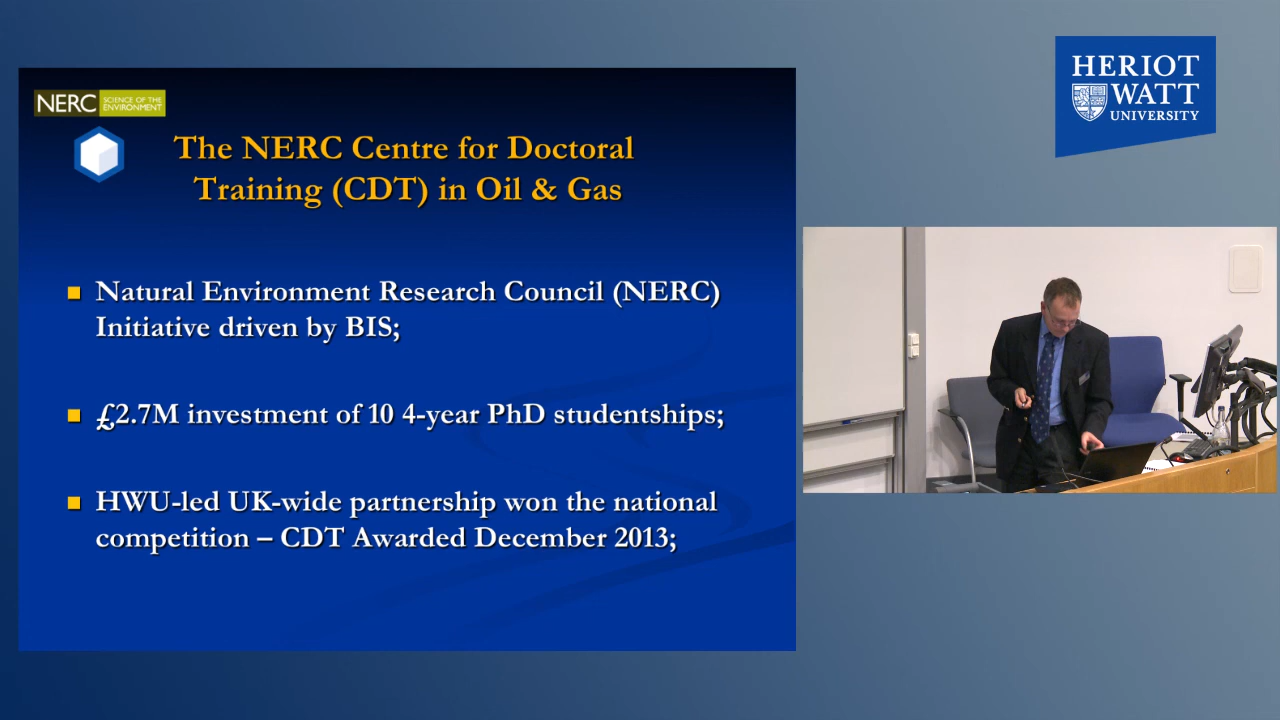 NERC SCIENCE OF THE
ENVIRONMENT
The NERC Centre for Doctoral
Training (CDT) in Oil & Gas
Natural Environment Research Council (NERC)
Initiative driven by BIS;
£2.7M investment of 10 4-year PhD studentships;
HWU-led UK-wide partnership won the national
competition – CDT Awarded December 2013;
HERIOT
WATT
UNIVERSITY